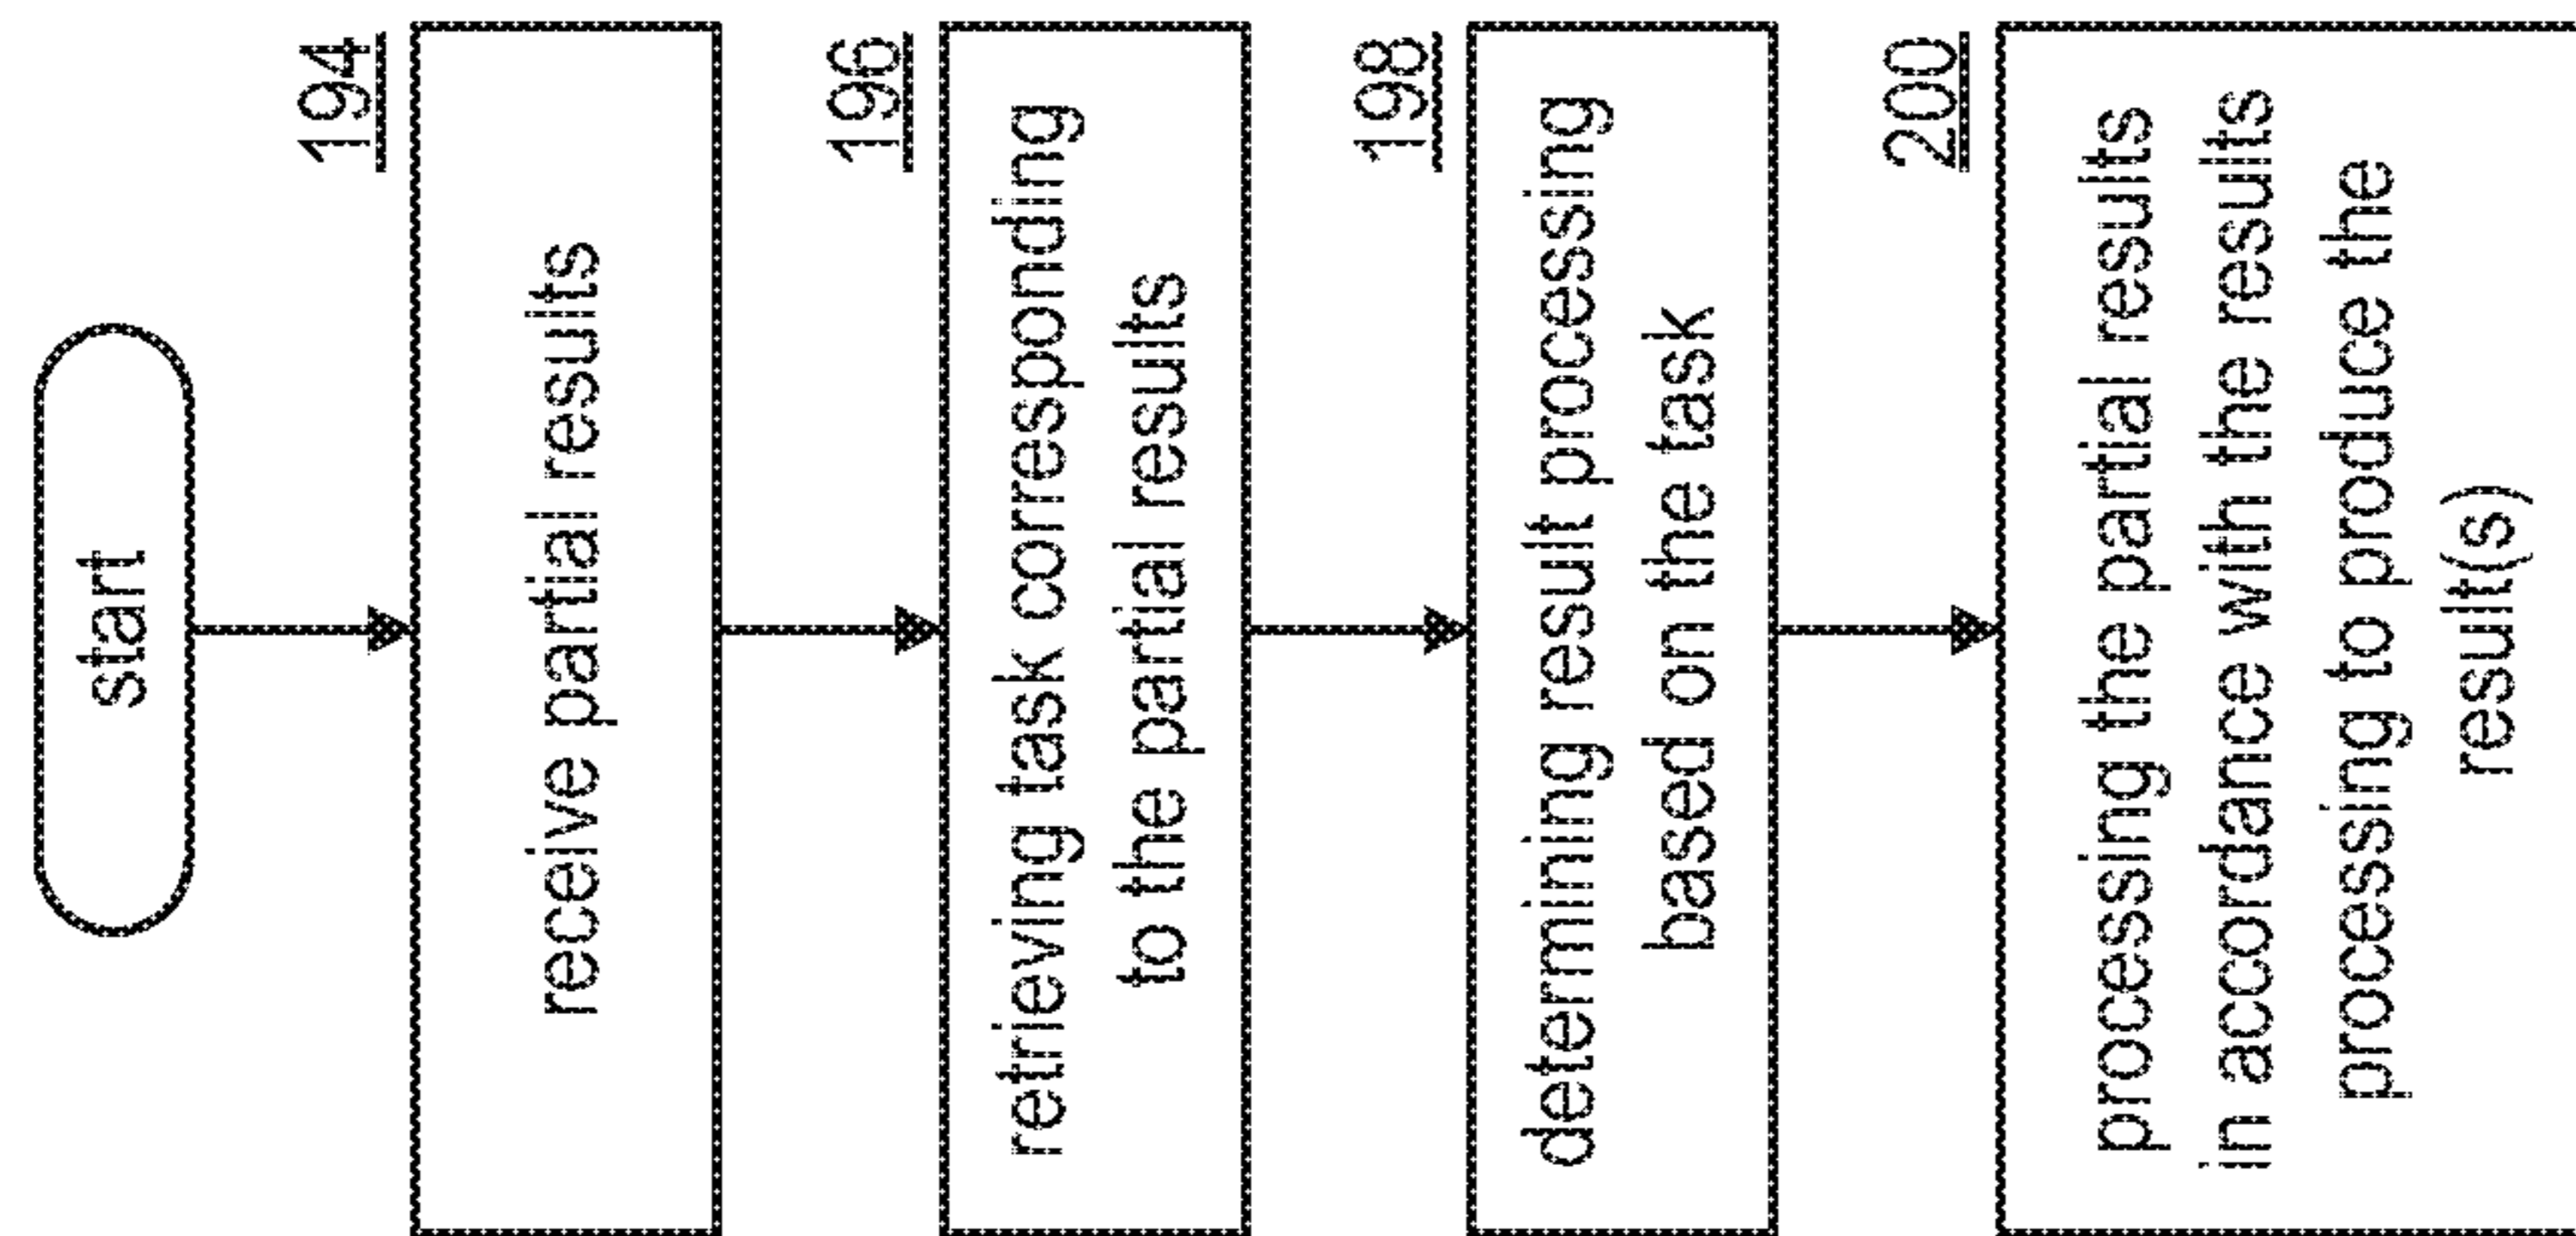 start
194
receive partial results
196
retrieving task corresponding
to the partial results
198
determining result processing
based on the task
200
processing the partial results
in accordance with the results
processing to produce the
result(s)